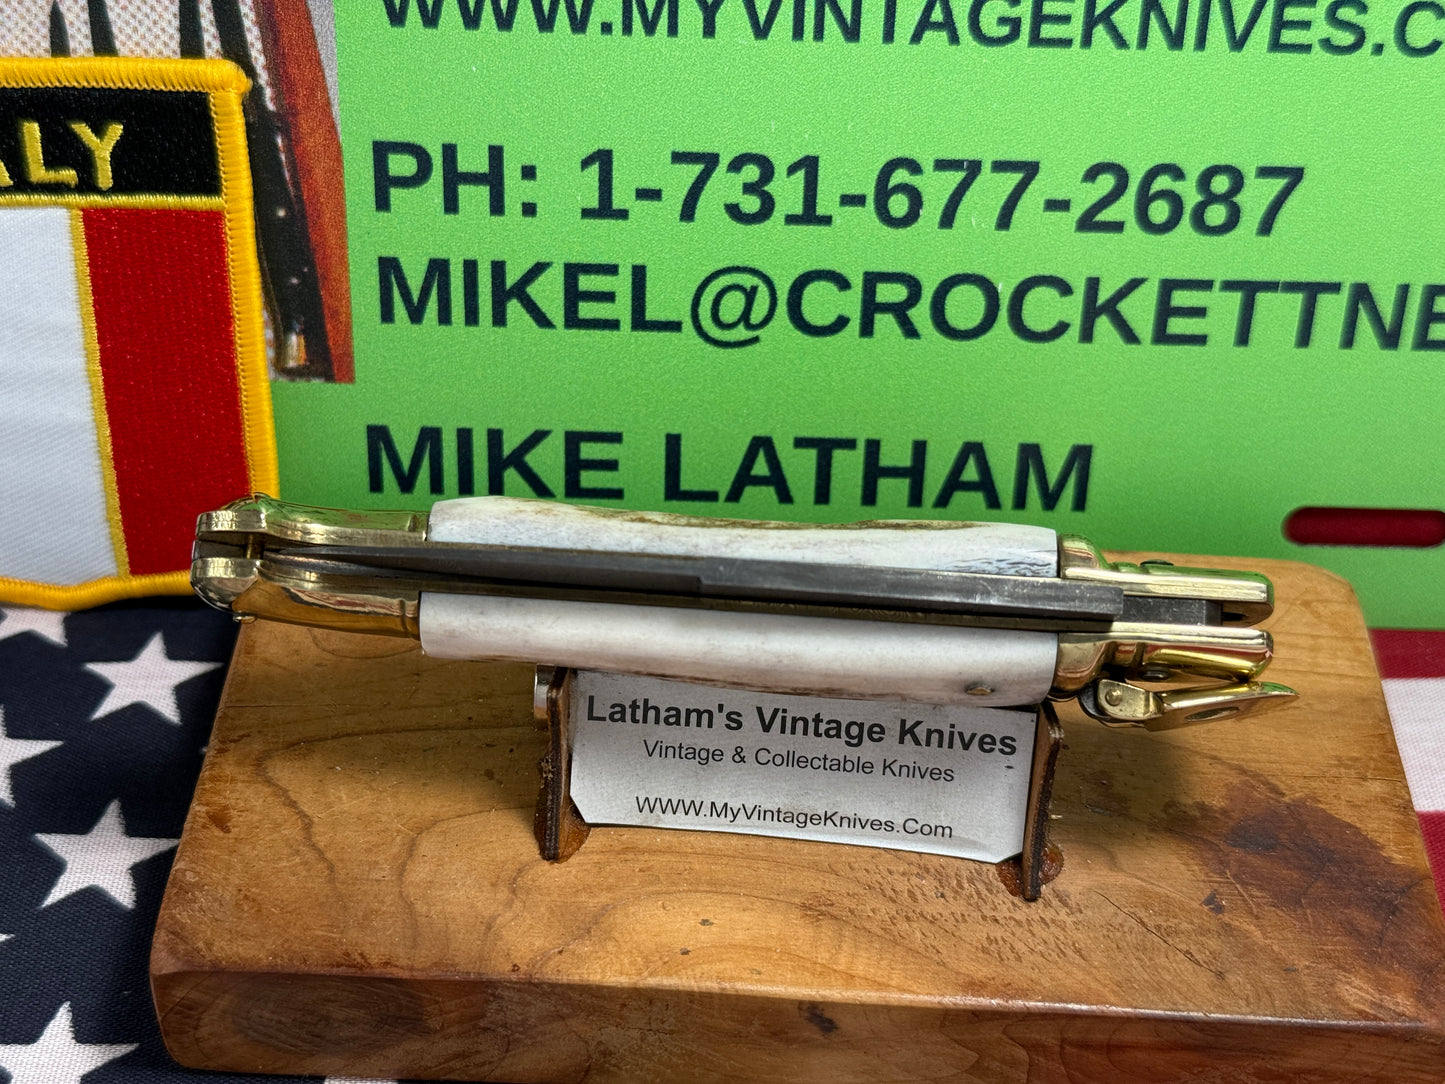 WWW.MYVINTAGEKNIVES.C
ALY
PH: 1-731-677-2687
MIKEL@CROCKETTNE
MIKE LATHAM
Latham's Vintage Knives
Vintage & Collectable Knives
WWW.MyVintageKnives.Com